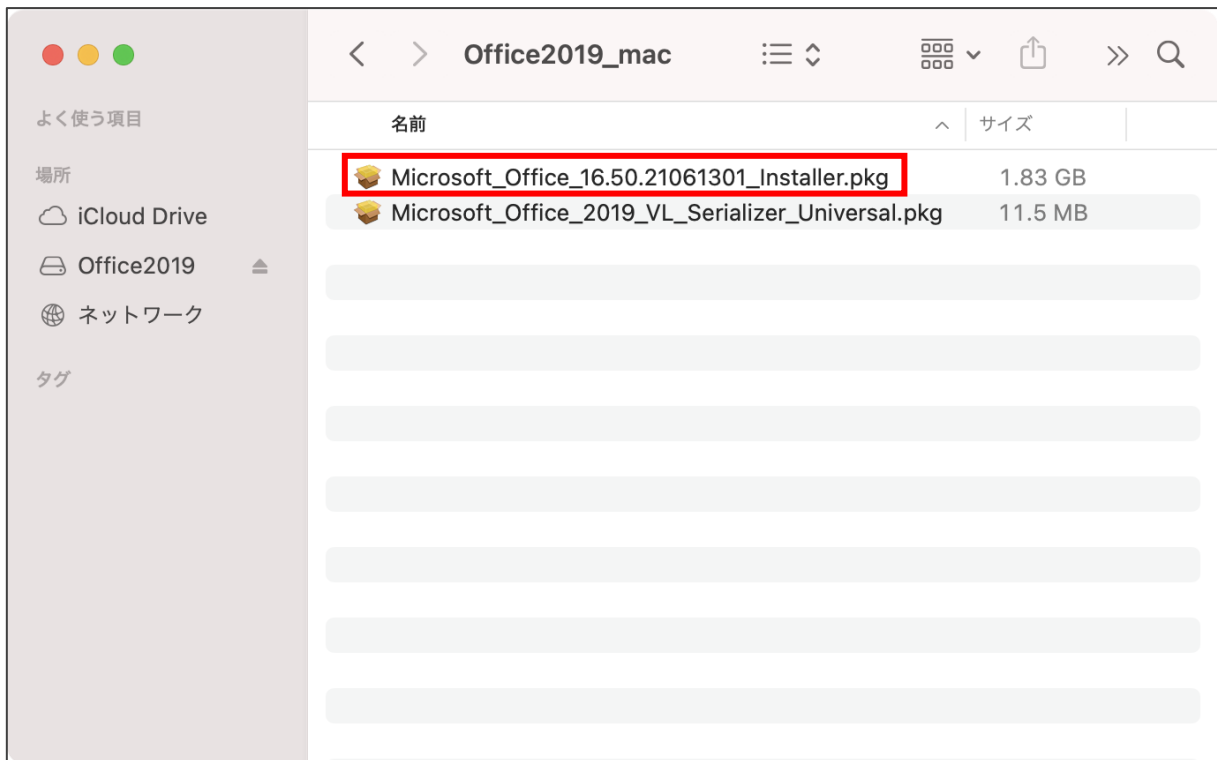 Office2019_mac
よく使う項目
場所
iCloud Drive
Office2019
ネットワーク
タグ
名前 サイズ
Microsoft_Office_16.50.21061301_Installer.pkg 1.83 GB
Microsoft_Office_2019_VL_Serializer_Universal.pkg 11.5 MB